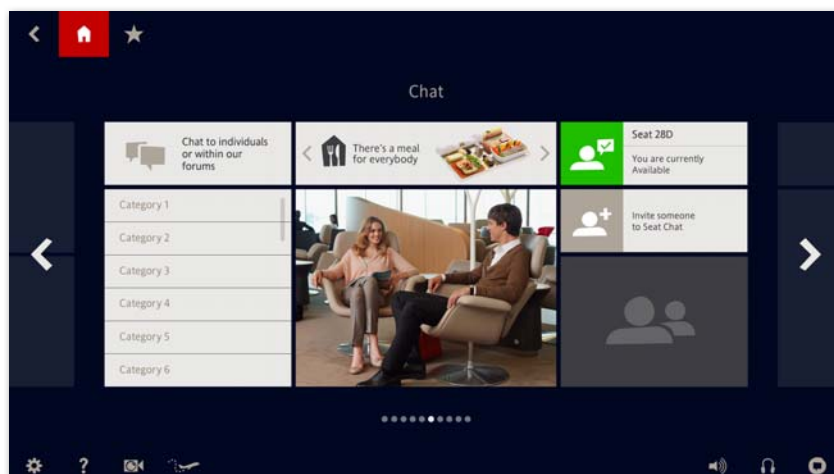 Chat
Chat to individuals
or within our
forums
There's a meal
for everybody
Seat 28D
You are currently
Available
Invite someone
to Seat Chat
Category 1
Category 2
Category 3
Category 4
Category 5
Category 6
?